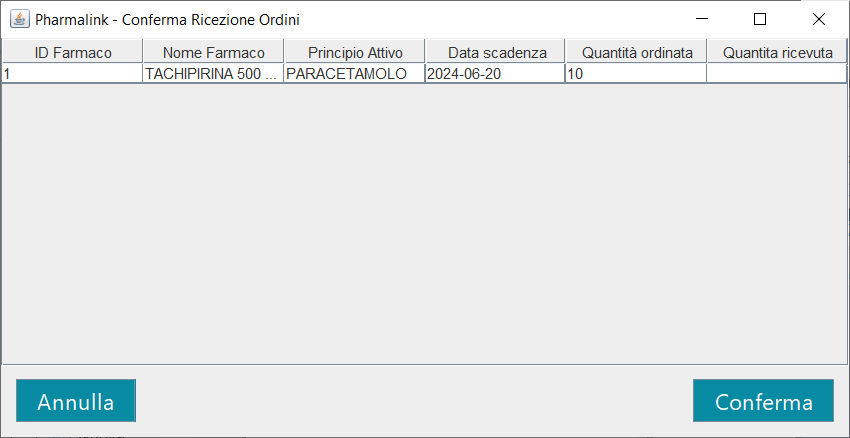 Pharmalink - Conferma Ricezione Ordini
ID Farmaco Nome Farmaco Principio Attivo Data scadenza Quantità ordinata Quantita ricevuta
1 TACHIPIRINA 500 ... PARACETAMOLO 2024-06-20 10
Annulla Conferma